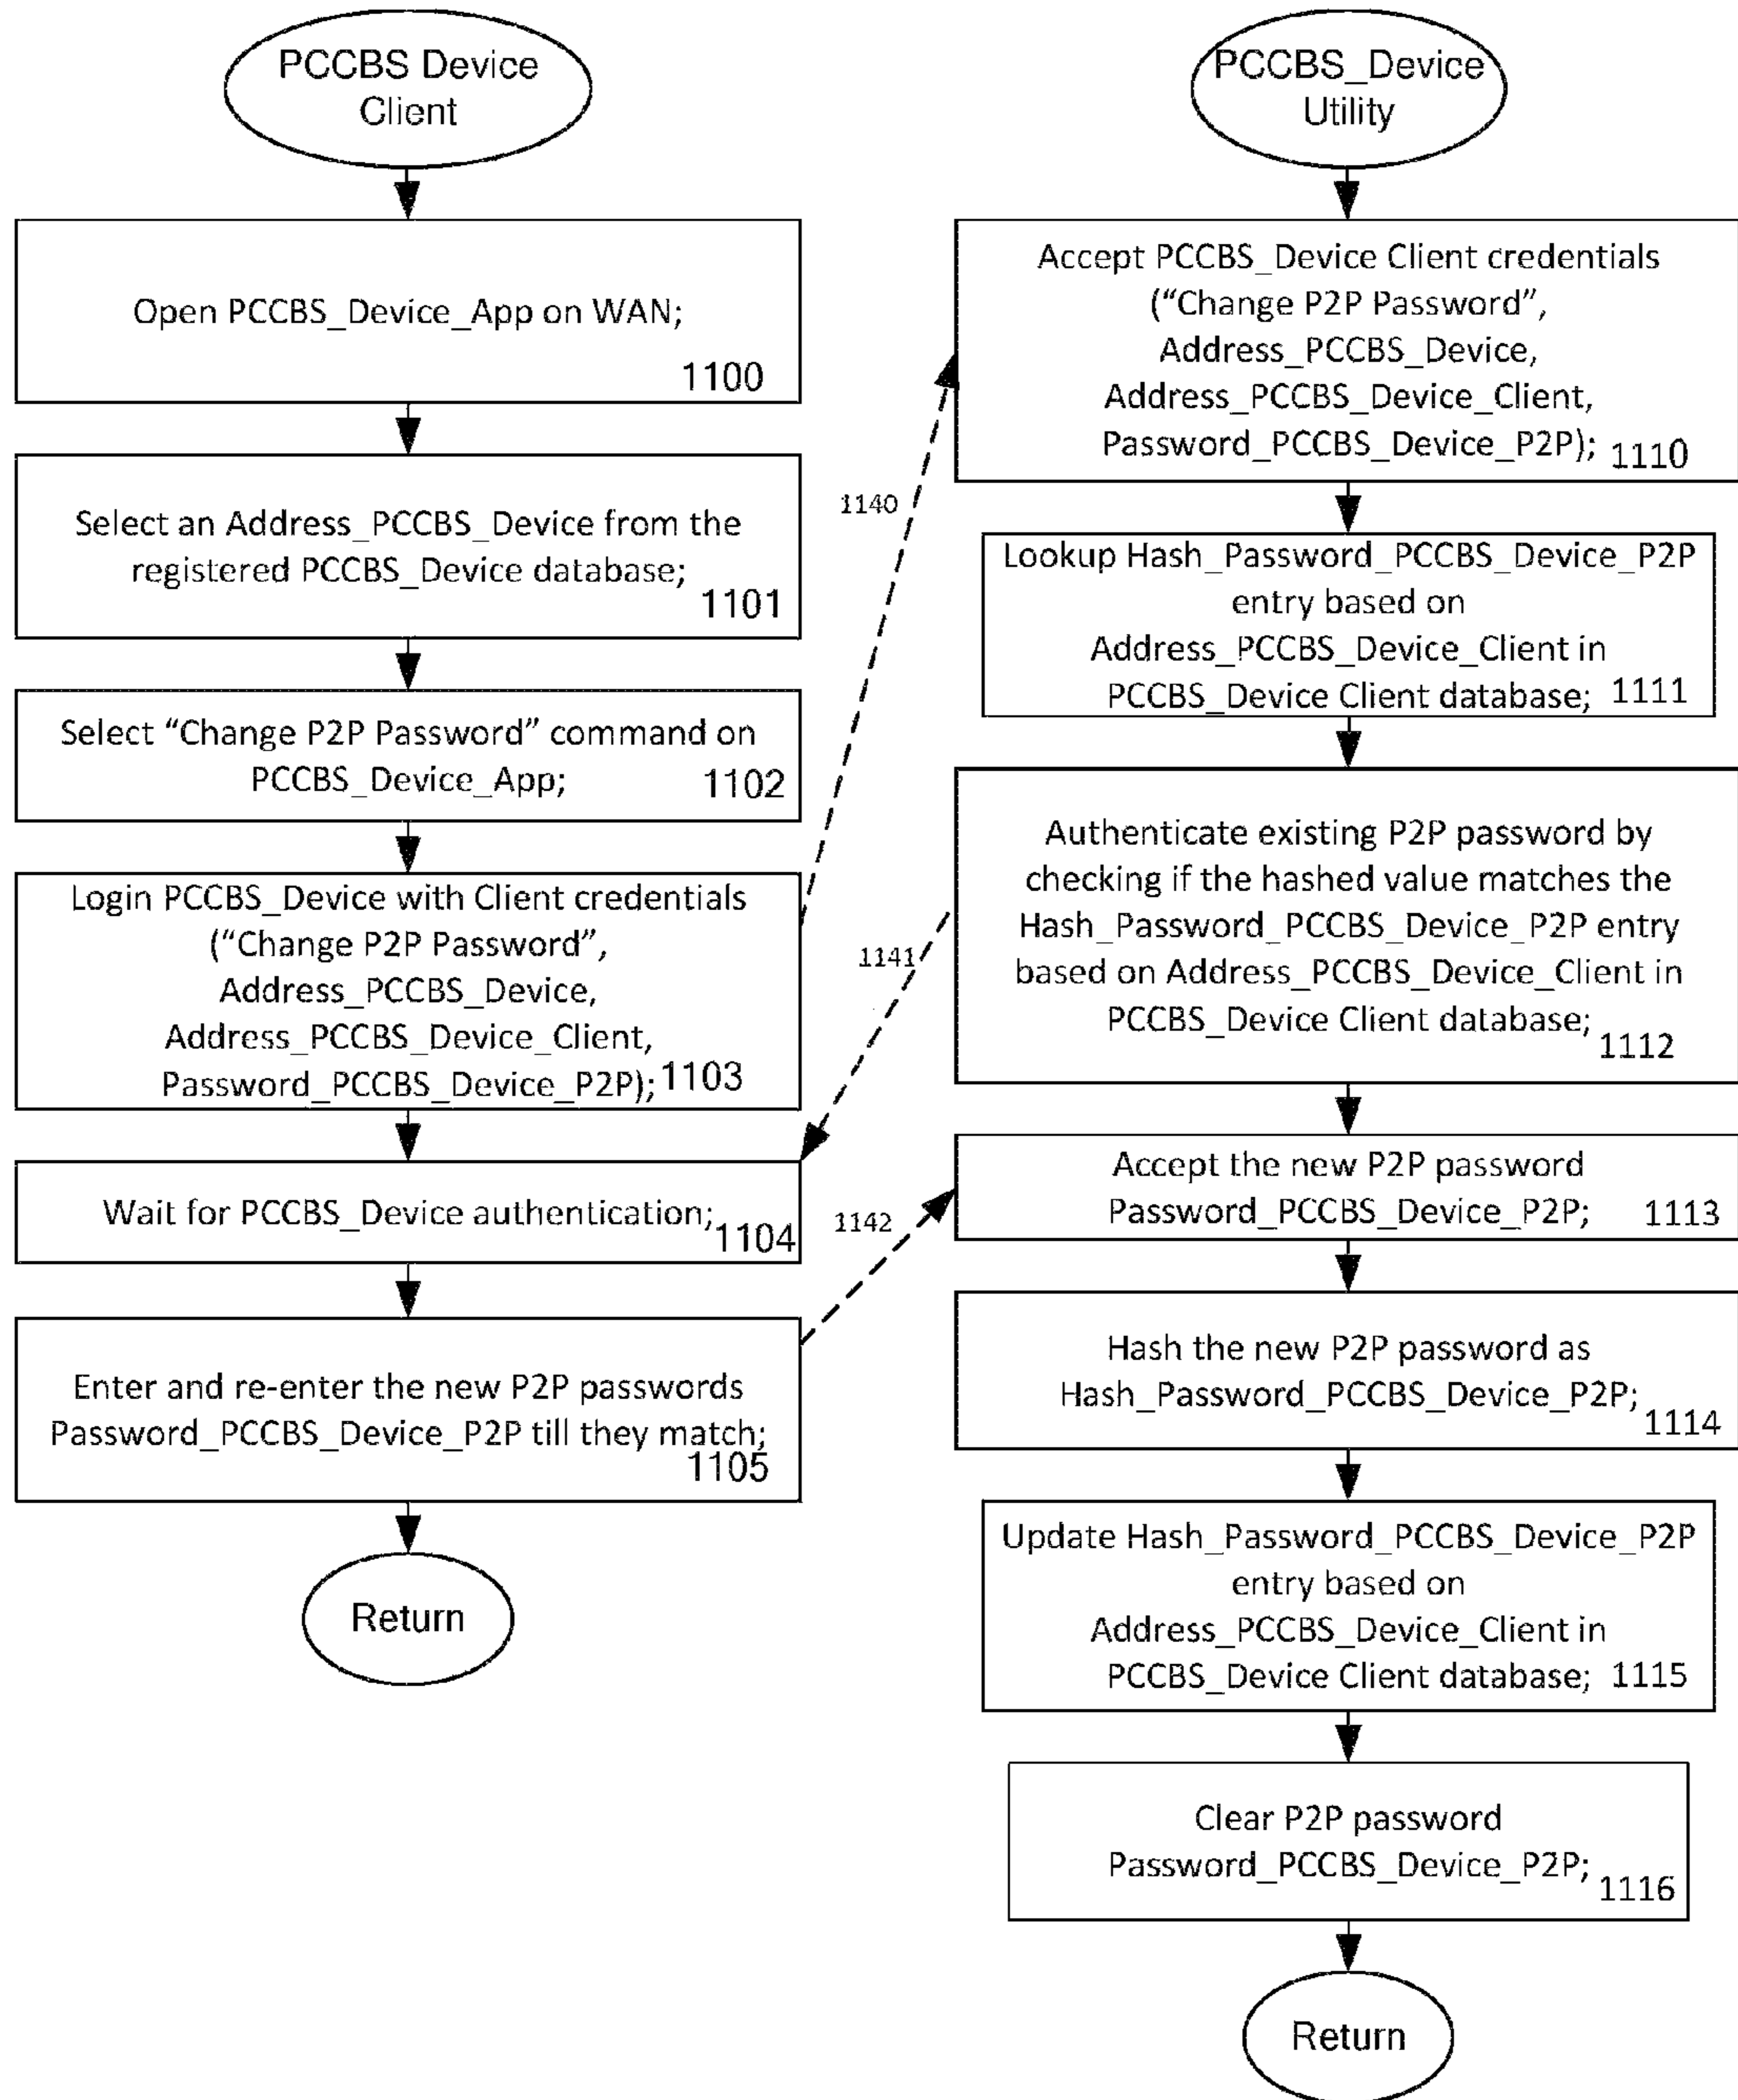 PCCBS Device
Client
Open PCCBS_Device_App on WAN;
1100
Select an Address_PCCBS_Device from the
registered PCCBS_Device database;
1101
Select “Change P2P Password” command on
PCCBS_Device_App;
1102
Login PCCBS_Device with Client credentials
(“Change P2P Password”,
Address_PCCBS_Device,
Address_PCCBS_Device_Client,
Password_PCCBS_Device_P2P);
1103
Wait for PCCBS_Device authentication;
1104
Enter and re-enter the new P2P passwords
Password_PCCBS_Device_P2P till they match;
1105
Return
1140
1141
1142
PCCBS_Device
Utility
Accept PCCBS_Device Client credentials
(“Change P2P Password”,
Address_PCCBS_Device,
Address_PCCBS_Device_Client,
Password_PCCBS_Device_P2P);
1110
Lookup Hash_Password_PCCBS_Device_P2P
entry based on
Address_PCCBS_Device_Client in
PCCBS_Device Client database;
1111
Authenticate existing P2P password by
checking if the hashed value matches the
Hash_Password_PCCBS_Device_P2P entry
based on Address_PCCBS_Device_Client in
PCCBS_Device Client database;
1112
Accept the new P2P password
Password_PCCBS_Device_P2P;
1113
Hash the new P2P password as
Hash_Password_PCCBS_Device_P2P;
1114
Update Hash_Password_PCCBS_Device_P2P
entry based on
Address_PCCBS_Device_Client in
PCCBS_Device Client database;
1115
Clear P2P password
Password_PCCBS_Device_P2P;
1116
Return